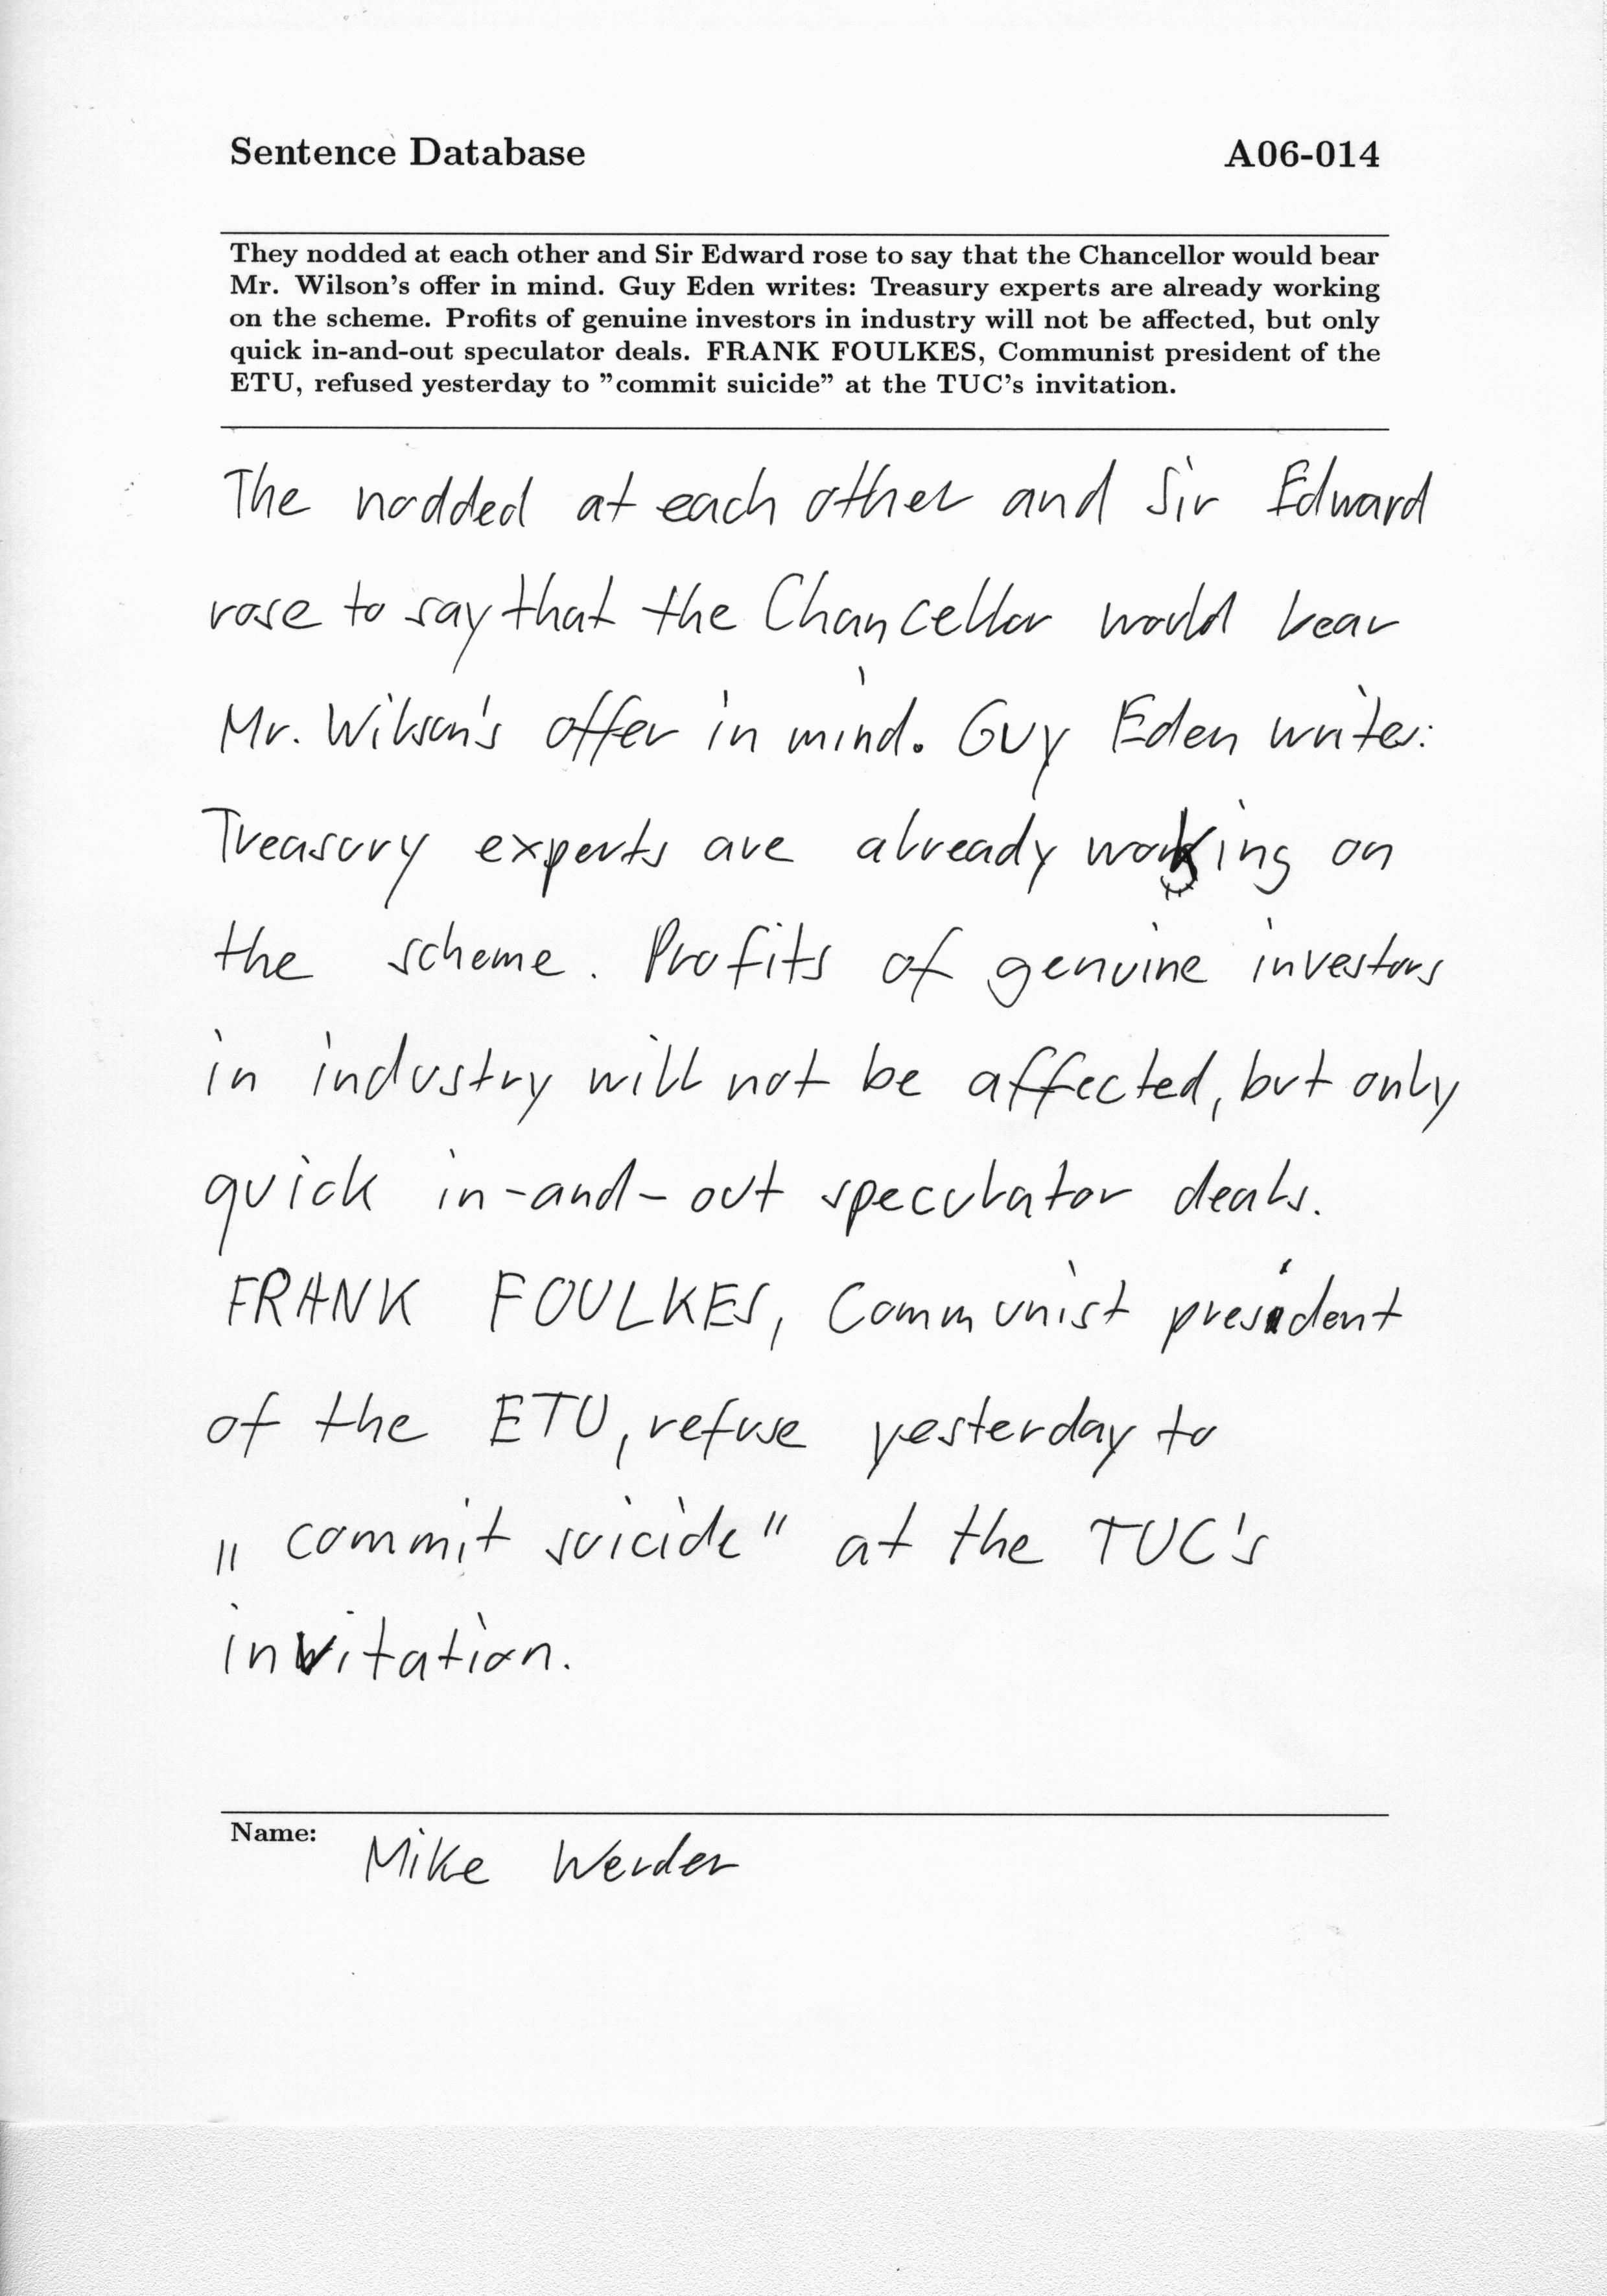 Sentence Database A06-014
They nodded at each other and Sir Edward rose to say that the Chancellor would bear
Mr. Wilson's offer in mind. Guy Eden writes: Treasury experts are already working
on the scheme. Profits of genuine investors in industry will not be affected, but only
quick in-and-out speculator deals. FRANK FOULKES, Communist president of the
ETU, refused yesterday to "commit suicide" at the TUC's invitation.
The nodded at each other and Sir Edward
rose to say that the Chancellor would bear
Mr. Wilson's offer in mind. Guy Eden writes:
Treasury experts are already working on
the scheme. Profits of genuine investors
in industry will not be affected, but only
quick in-and-out speculator deals.
FRANK FOULKES, Communist president
of the ETU, refuse yesterday to
„ commit suicide" at the TUC's
invitation.
Name: Mike Werder